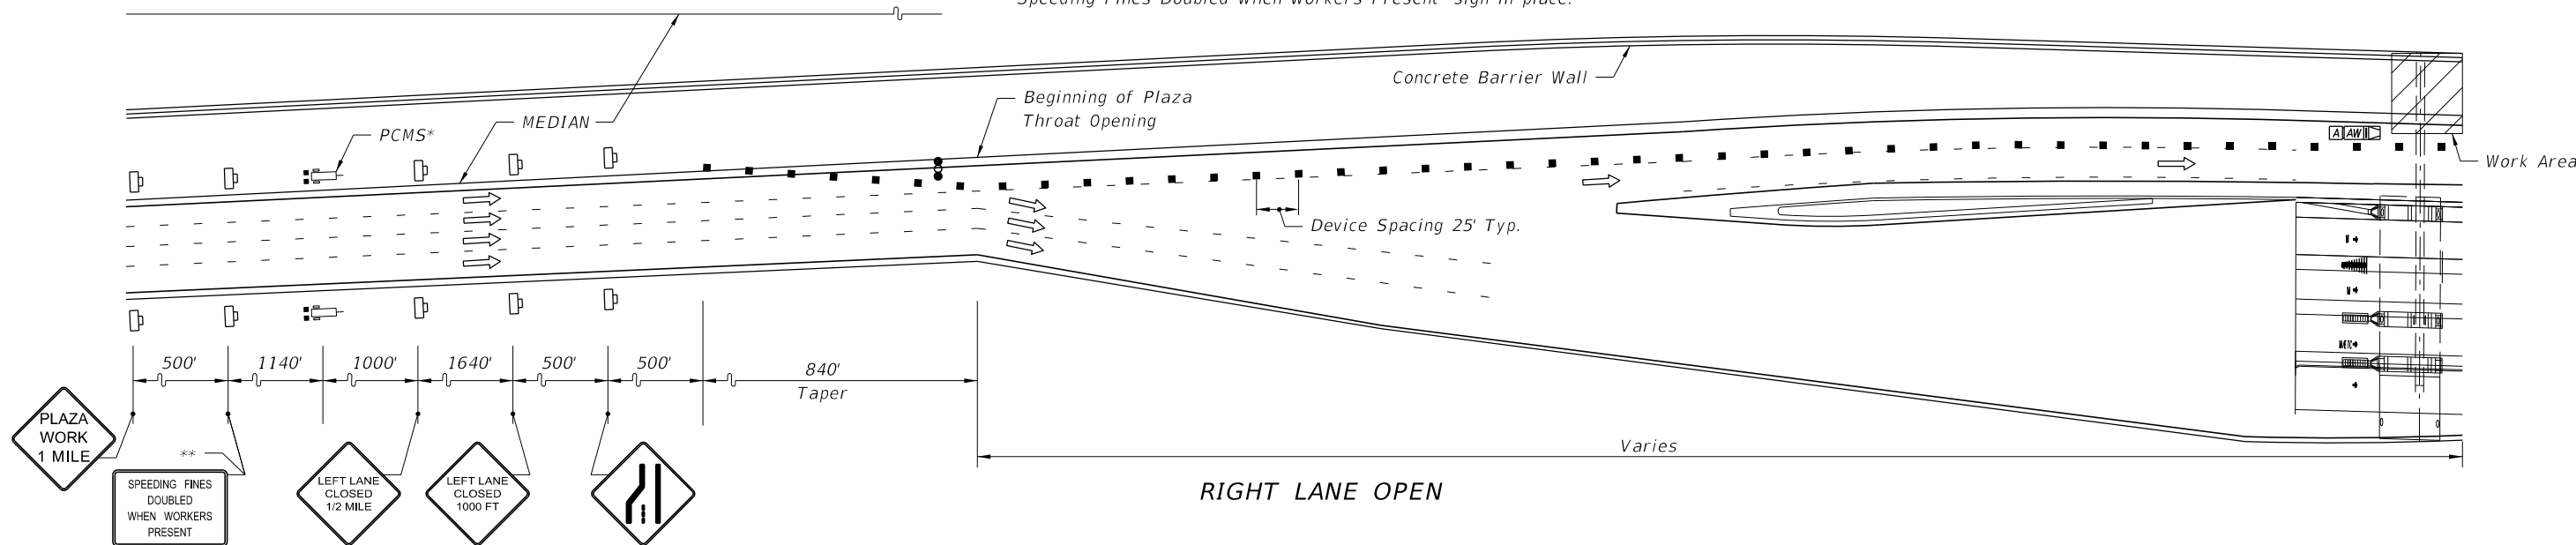 Speeding Fines Doubled When Workers Present" sign in place.
Concrete Barrier Wall
Beginning of Plaza
Throat Opening
PCMS*
MEDIAN
A AW
Work Area
Device Spacing 25' Typ.
500'
1140'
1000'
1640'
500'
500'
840'
Taper
Varies
PLAZA
WORK
1 MILE
**
SPEEDING FINES
DOUBLED
WHEN WORKERS
PRESENT
LEFT LANE
CLOSED
1/2 MILE
LEFT LANE
CLOSED
1000 FT
RIGHT LANE OPEN